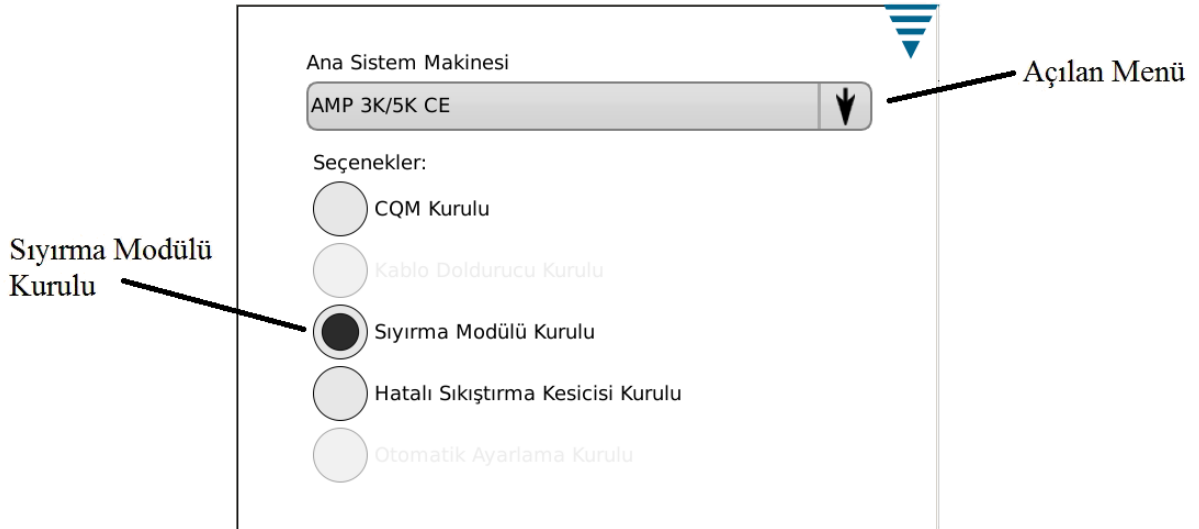 Ana Sistem Makinesi
AMP 3K/5K CE
Açılan Menü
Seçenekler:
CQM Kurulu
Sıyırma Modülü
Kurulu
Kablo Doldurucu Kurulu
Sıyırma Modülü Kurulu
Hatalı Sıkıştırma Kesicisi Kurulu
Otomatik Ayarlama Kurulu